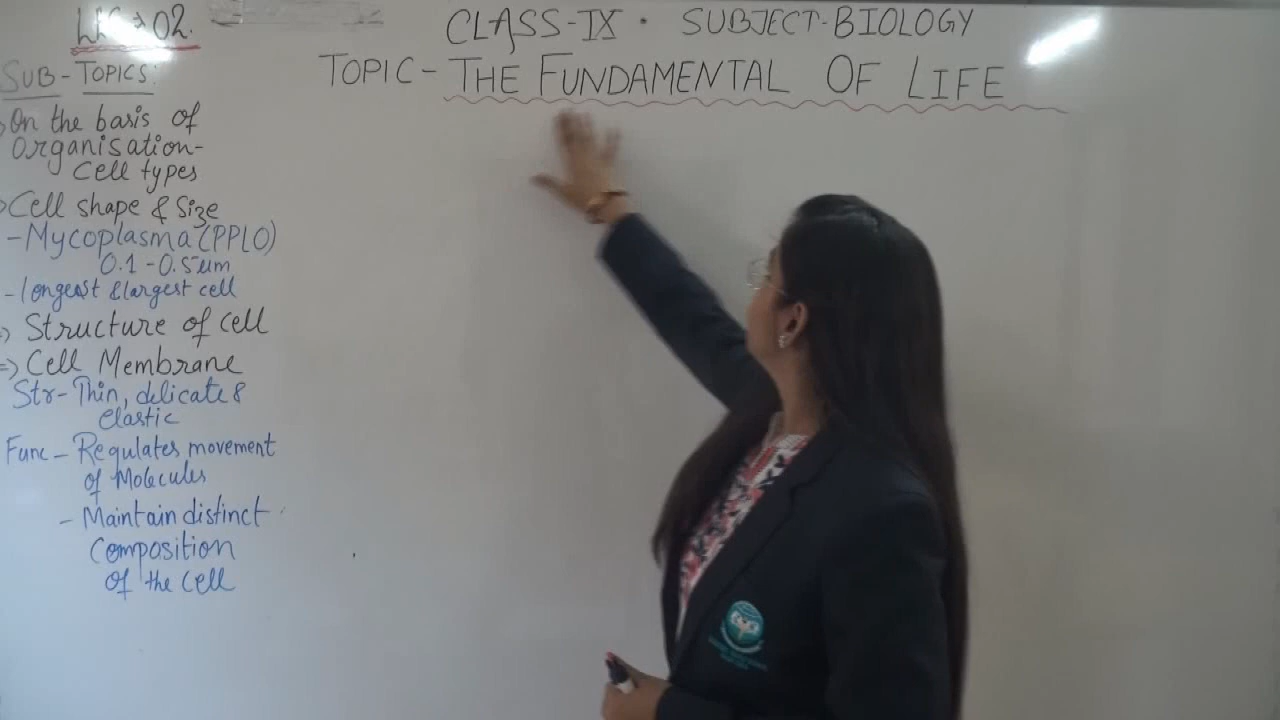 CLASS-IX · SUBJECT-BIOLOGY
TOPIC- THE FUNDAMENTAL OF LIFE
02.
SUB-TOPICS:
On the basis of
Organisation-
Cell types
Cell shape & Size
- Mycoplasma (PPLO)
0.1-0.5um
- longest & largest cell
=> Structure of cell
=> Cell Membrane
Str- Thin, delicate &
elastic
Func- Regulates movement
of Molecules
- Maintain distinct
Composition
of the cell